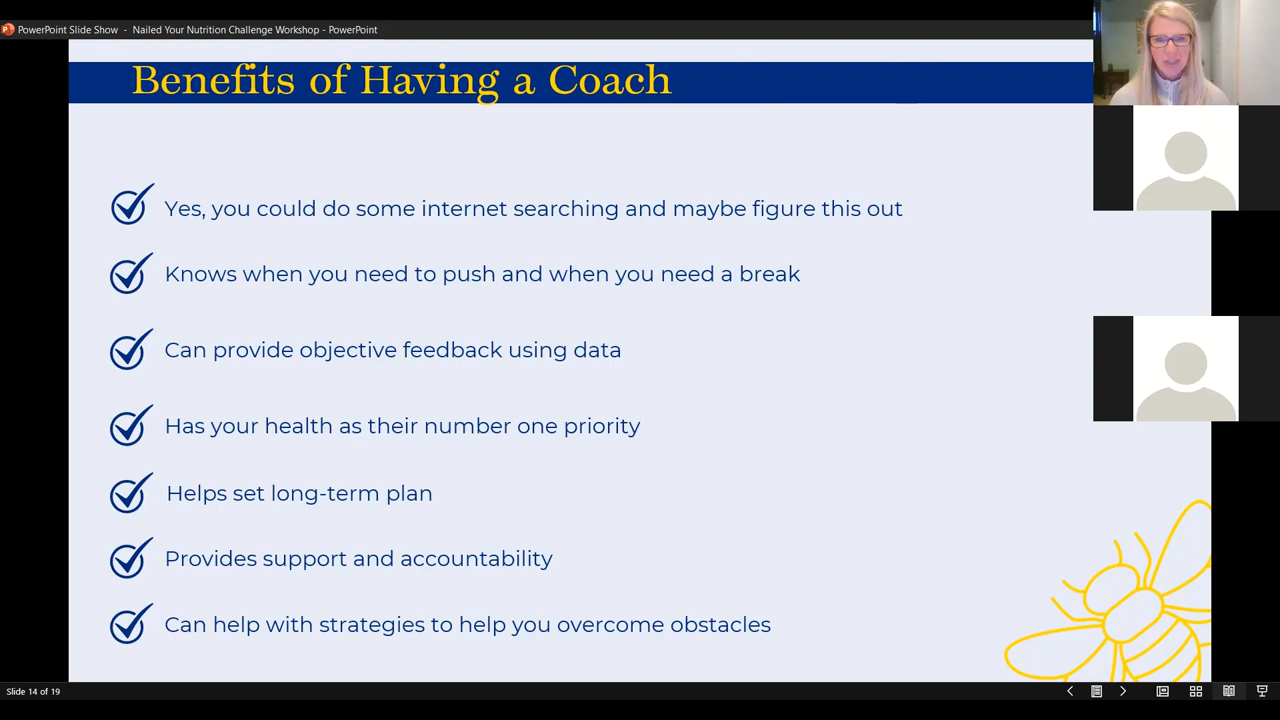 PowerPoint Slide Show - Nailed Your Nutrition Challenge Workshop - PowerPoint
Benefits of Having a Coach
Yes, you could do some internet searching and maybe figure this out
Knows when you need to push and when you need a break
Can provide objective feedback using data
Has your health as their number one priority
Helps set long-term plan
Provides support and accountability
Can help with strategies to help you overcome obstacles
Slide 14 of 19